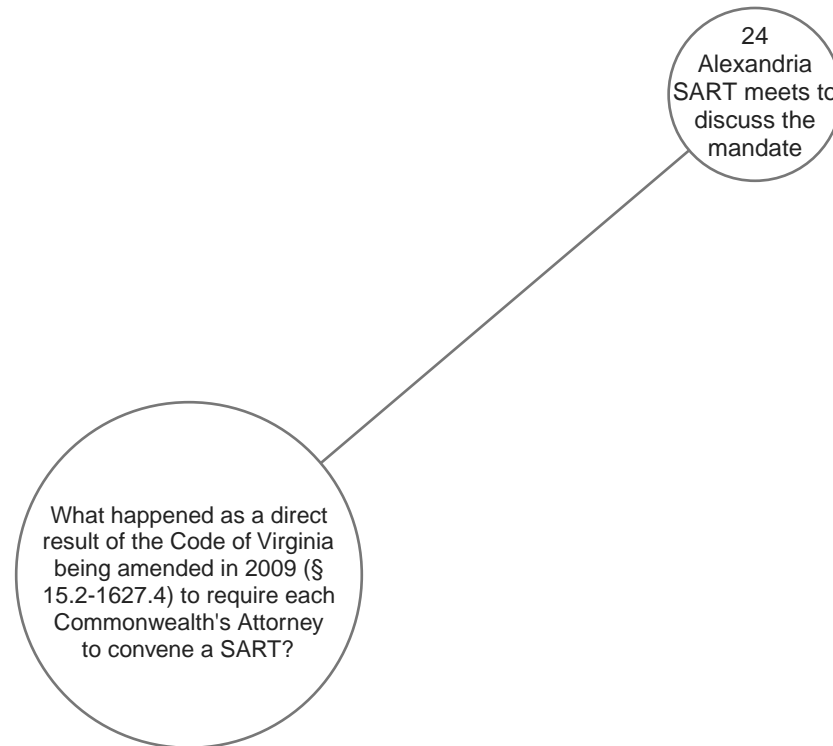 24
Alexandria
SART meets to
discuss the
mandate
What happened as a direct
result of the Code of Virginia
being amended in 2009 (§
15.2-1627.4) to require each
Commonwealth's Attorney
to convene a SART?